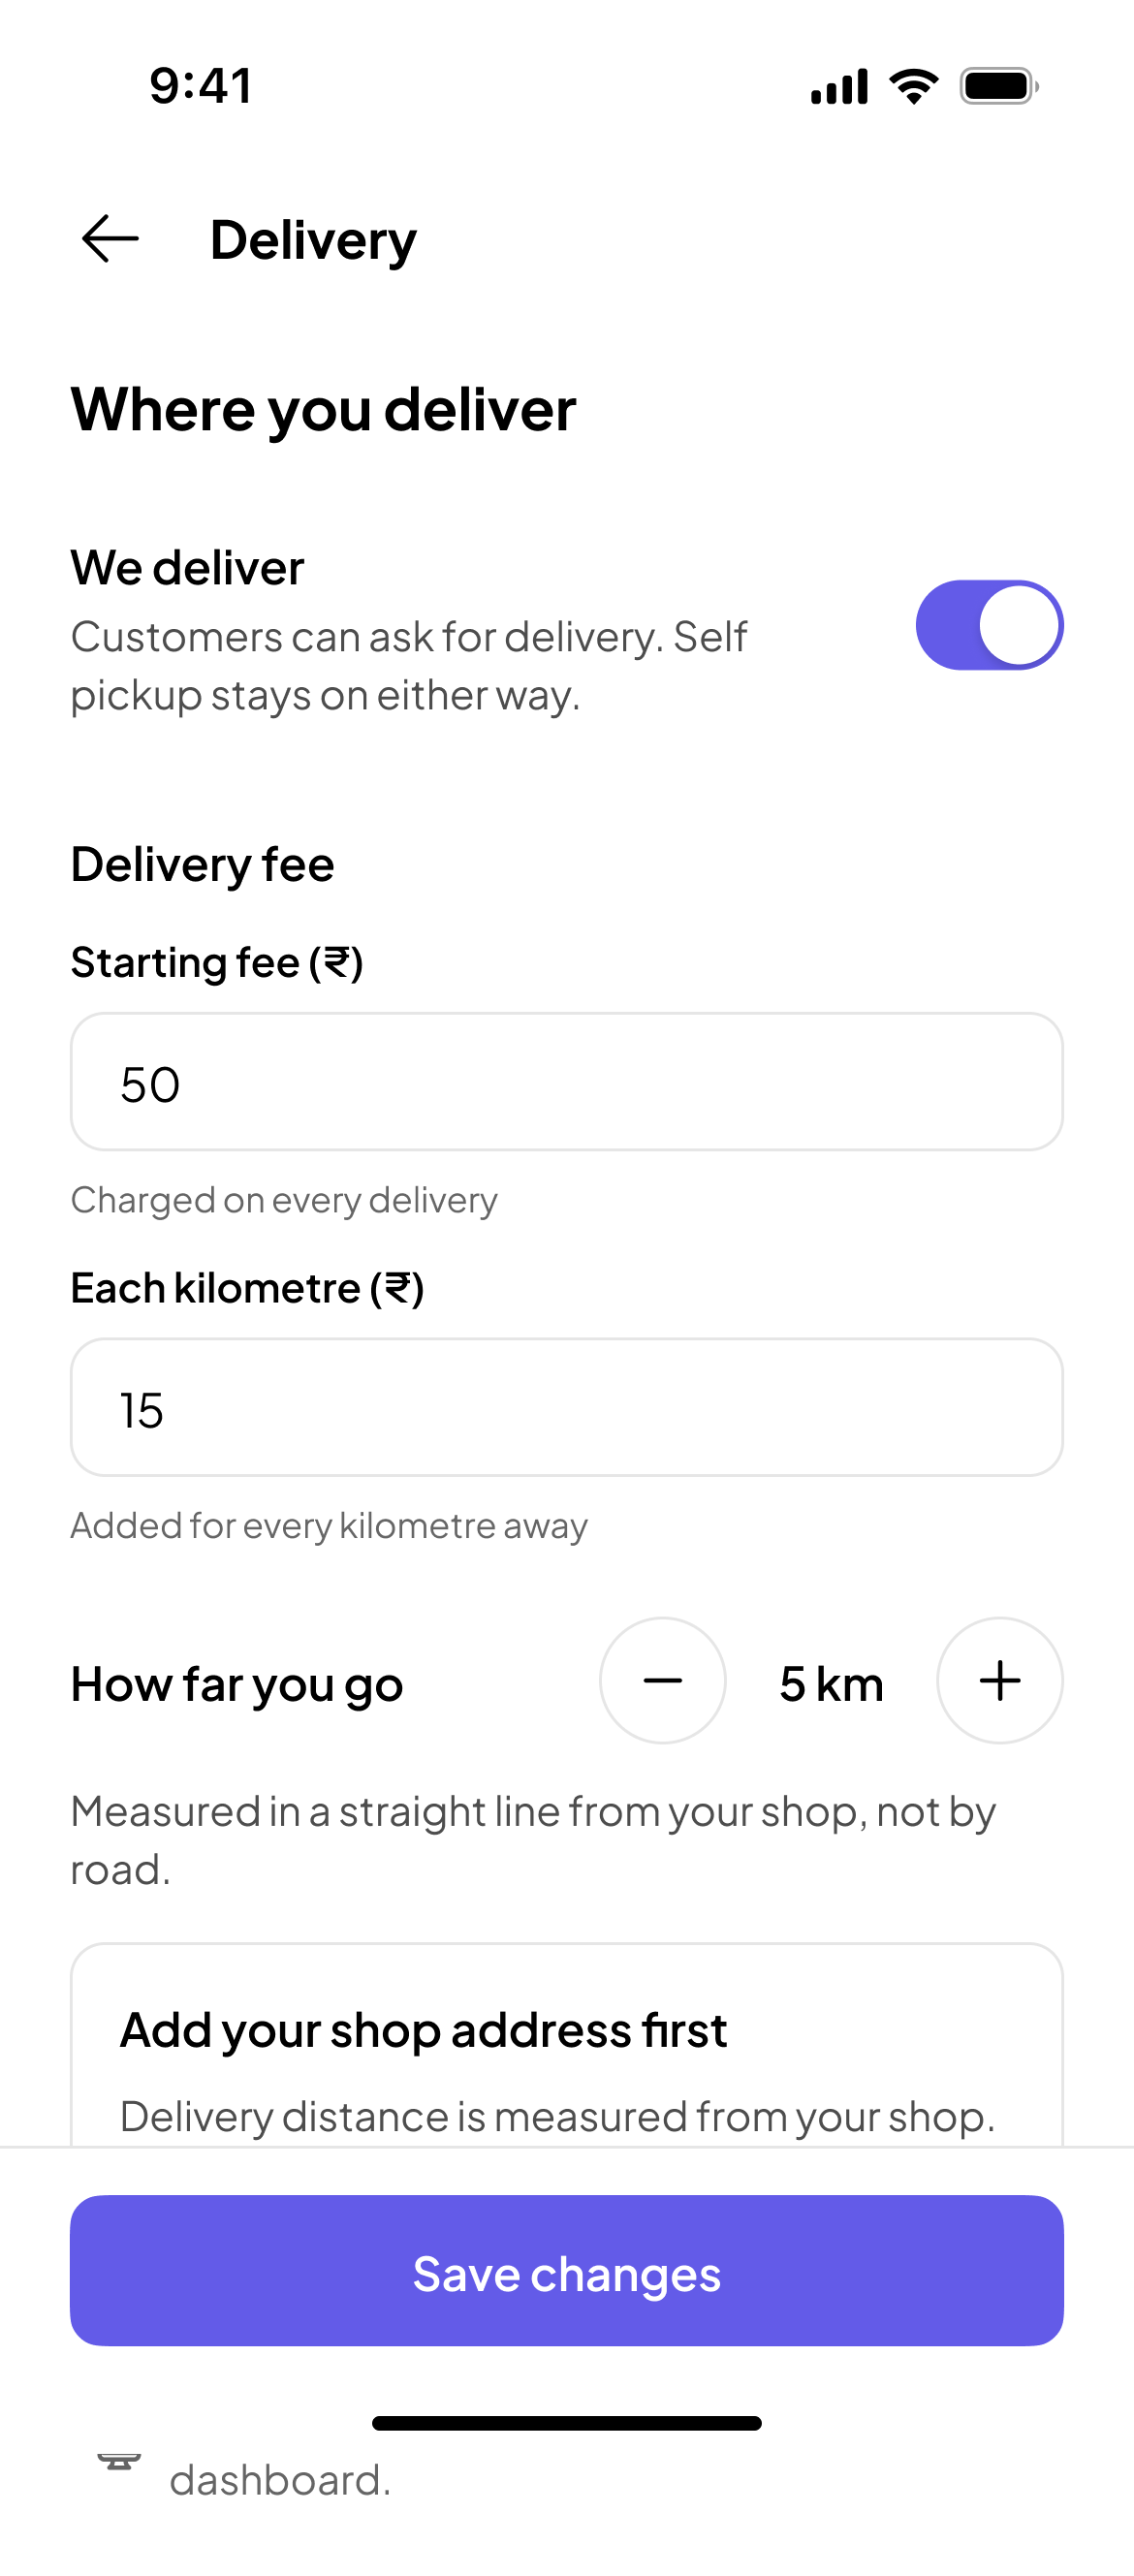 9:41
Delivery
Where you deliver
We deliver
Customers can ask for delivery. Self
pickup stays on either way.
Delivery fee
Starting fee (₹)
50
Charged on every delivery
Each kilometre (₹)
15
Added for every kilometre away
How far you go
5 km
Measured in a straight line from your shop, not by
road.
Add your shop address first
Delivery distance is measured from your shop.
Save changes
dashboard.